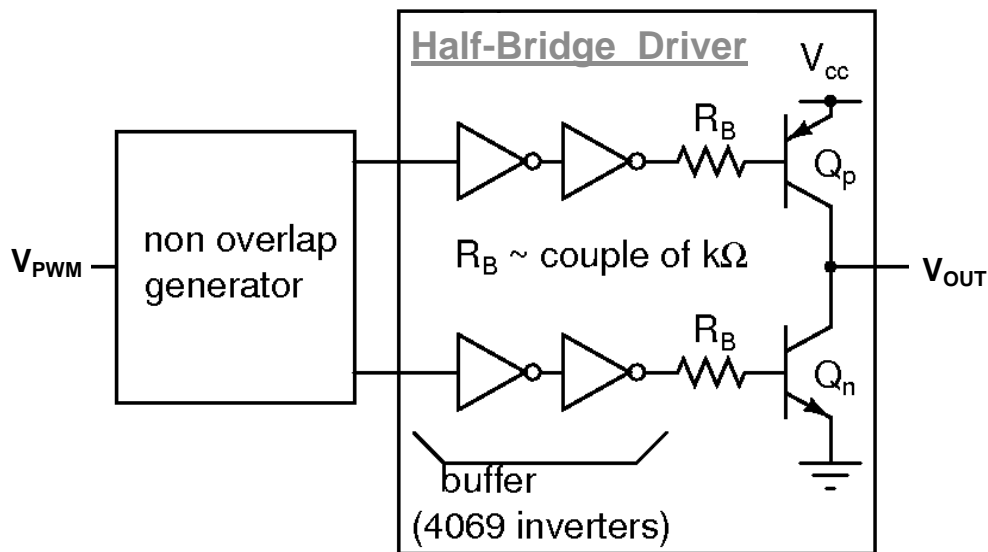 Half-Bridge Driver
Vcc
RB
Qp
non overlap
generator
VPWM
RB ~ couple of kΩ
VOUT
RB
Qn
buffer
(4069 inverters)